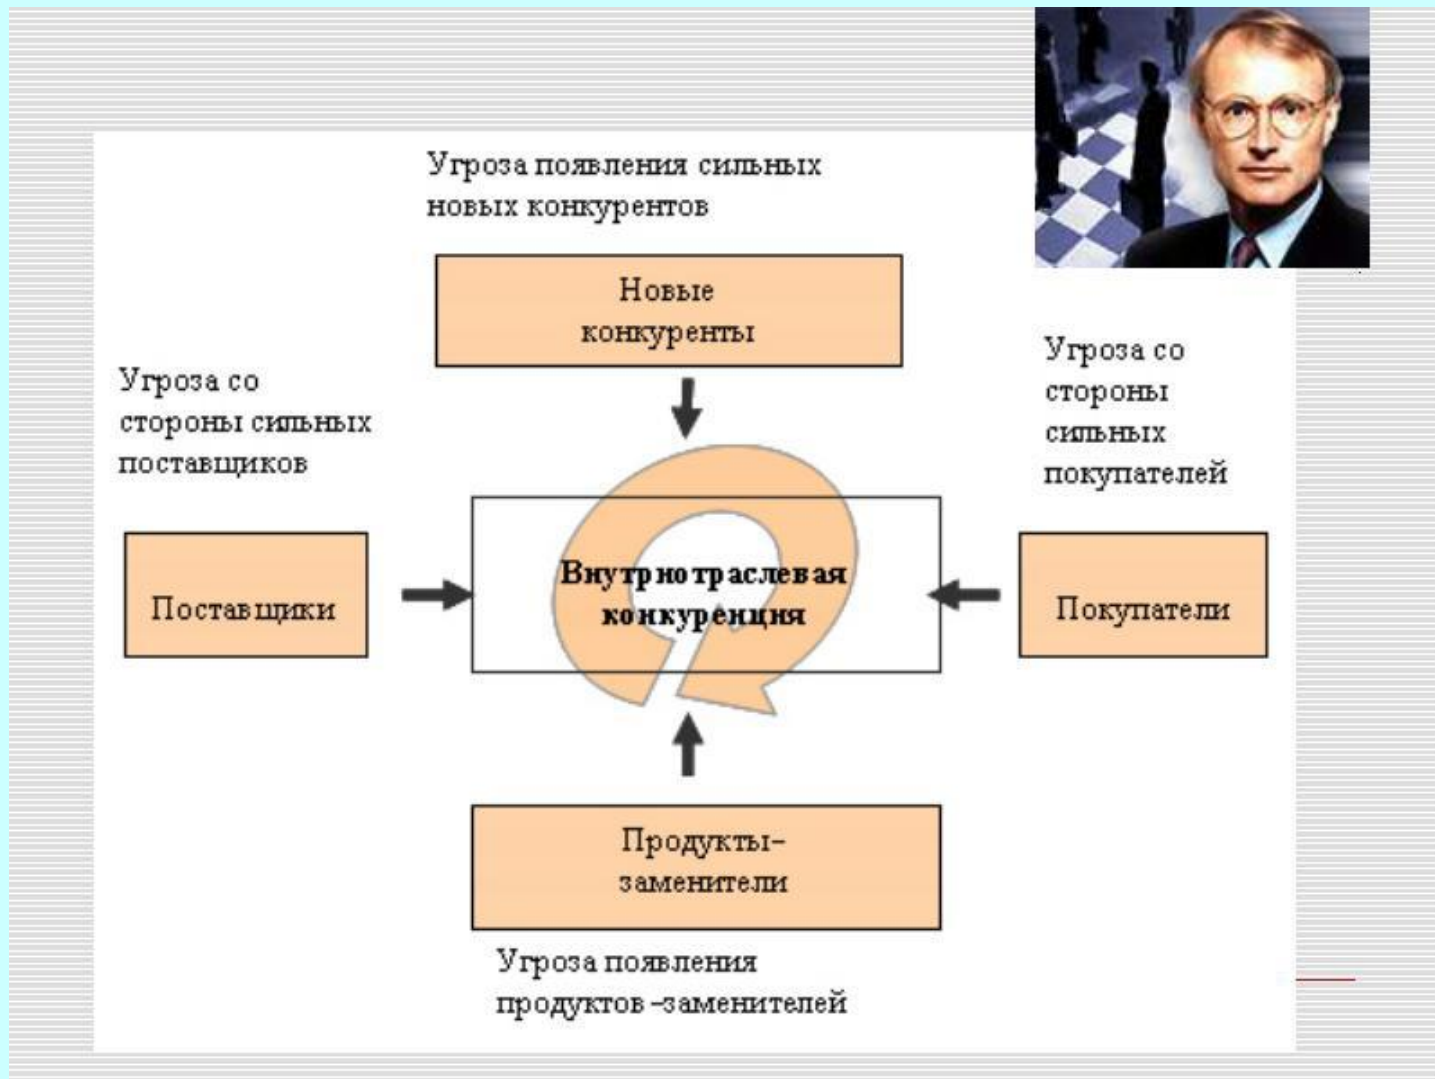 Угроза появления сильных
новых конкурентов
Новые
конкуренты
Угроза со
стороны сильных
поставщиков
Угроза со
стороны
сильных
покупателей
Поставщики
Внутриотраслевая
конкуренция
Покупатели
Продукты–
заменители
Угроза появления
продуктов –заменителей